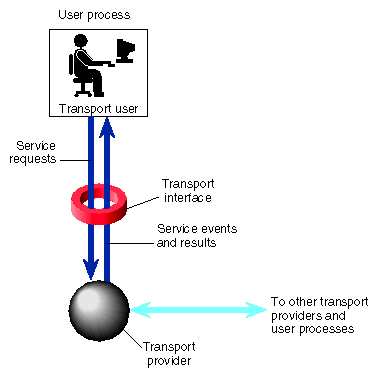 User process
Transport user
Service
requests
Transport
interface
Service events
and results
To other transport
providers and
user processes
Transport
provider